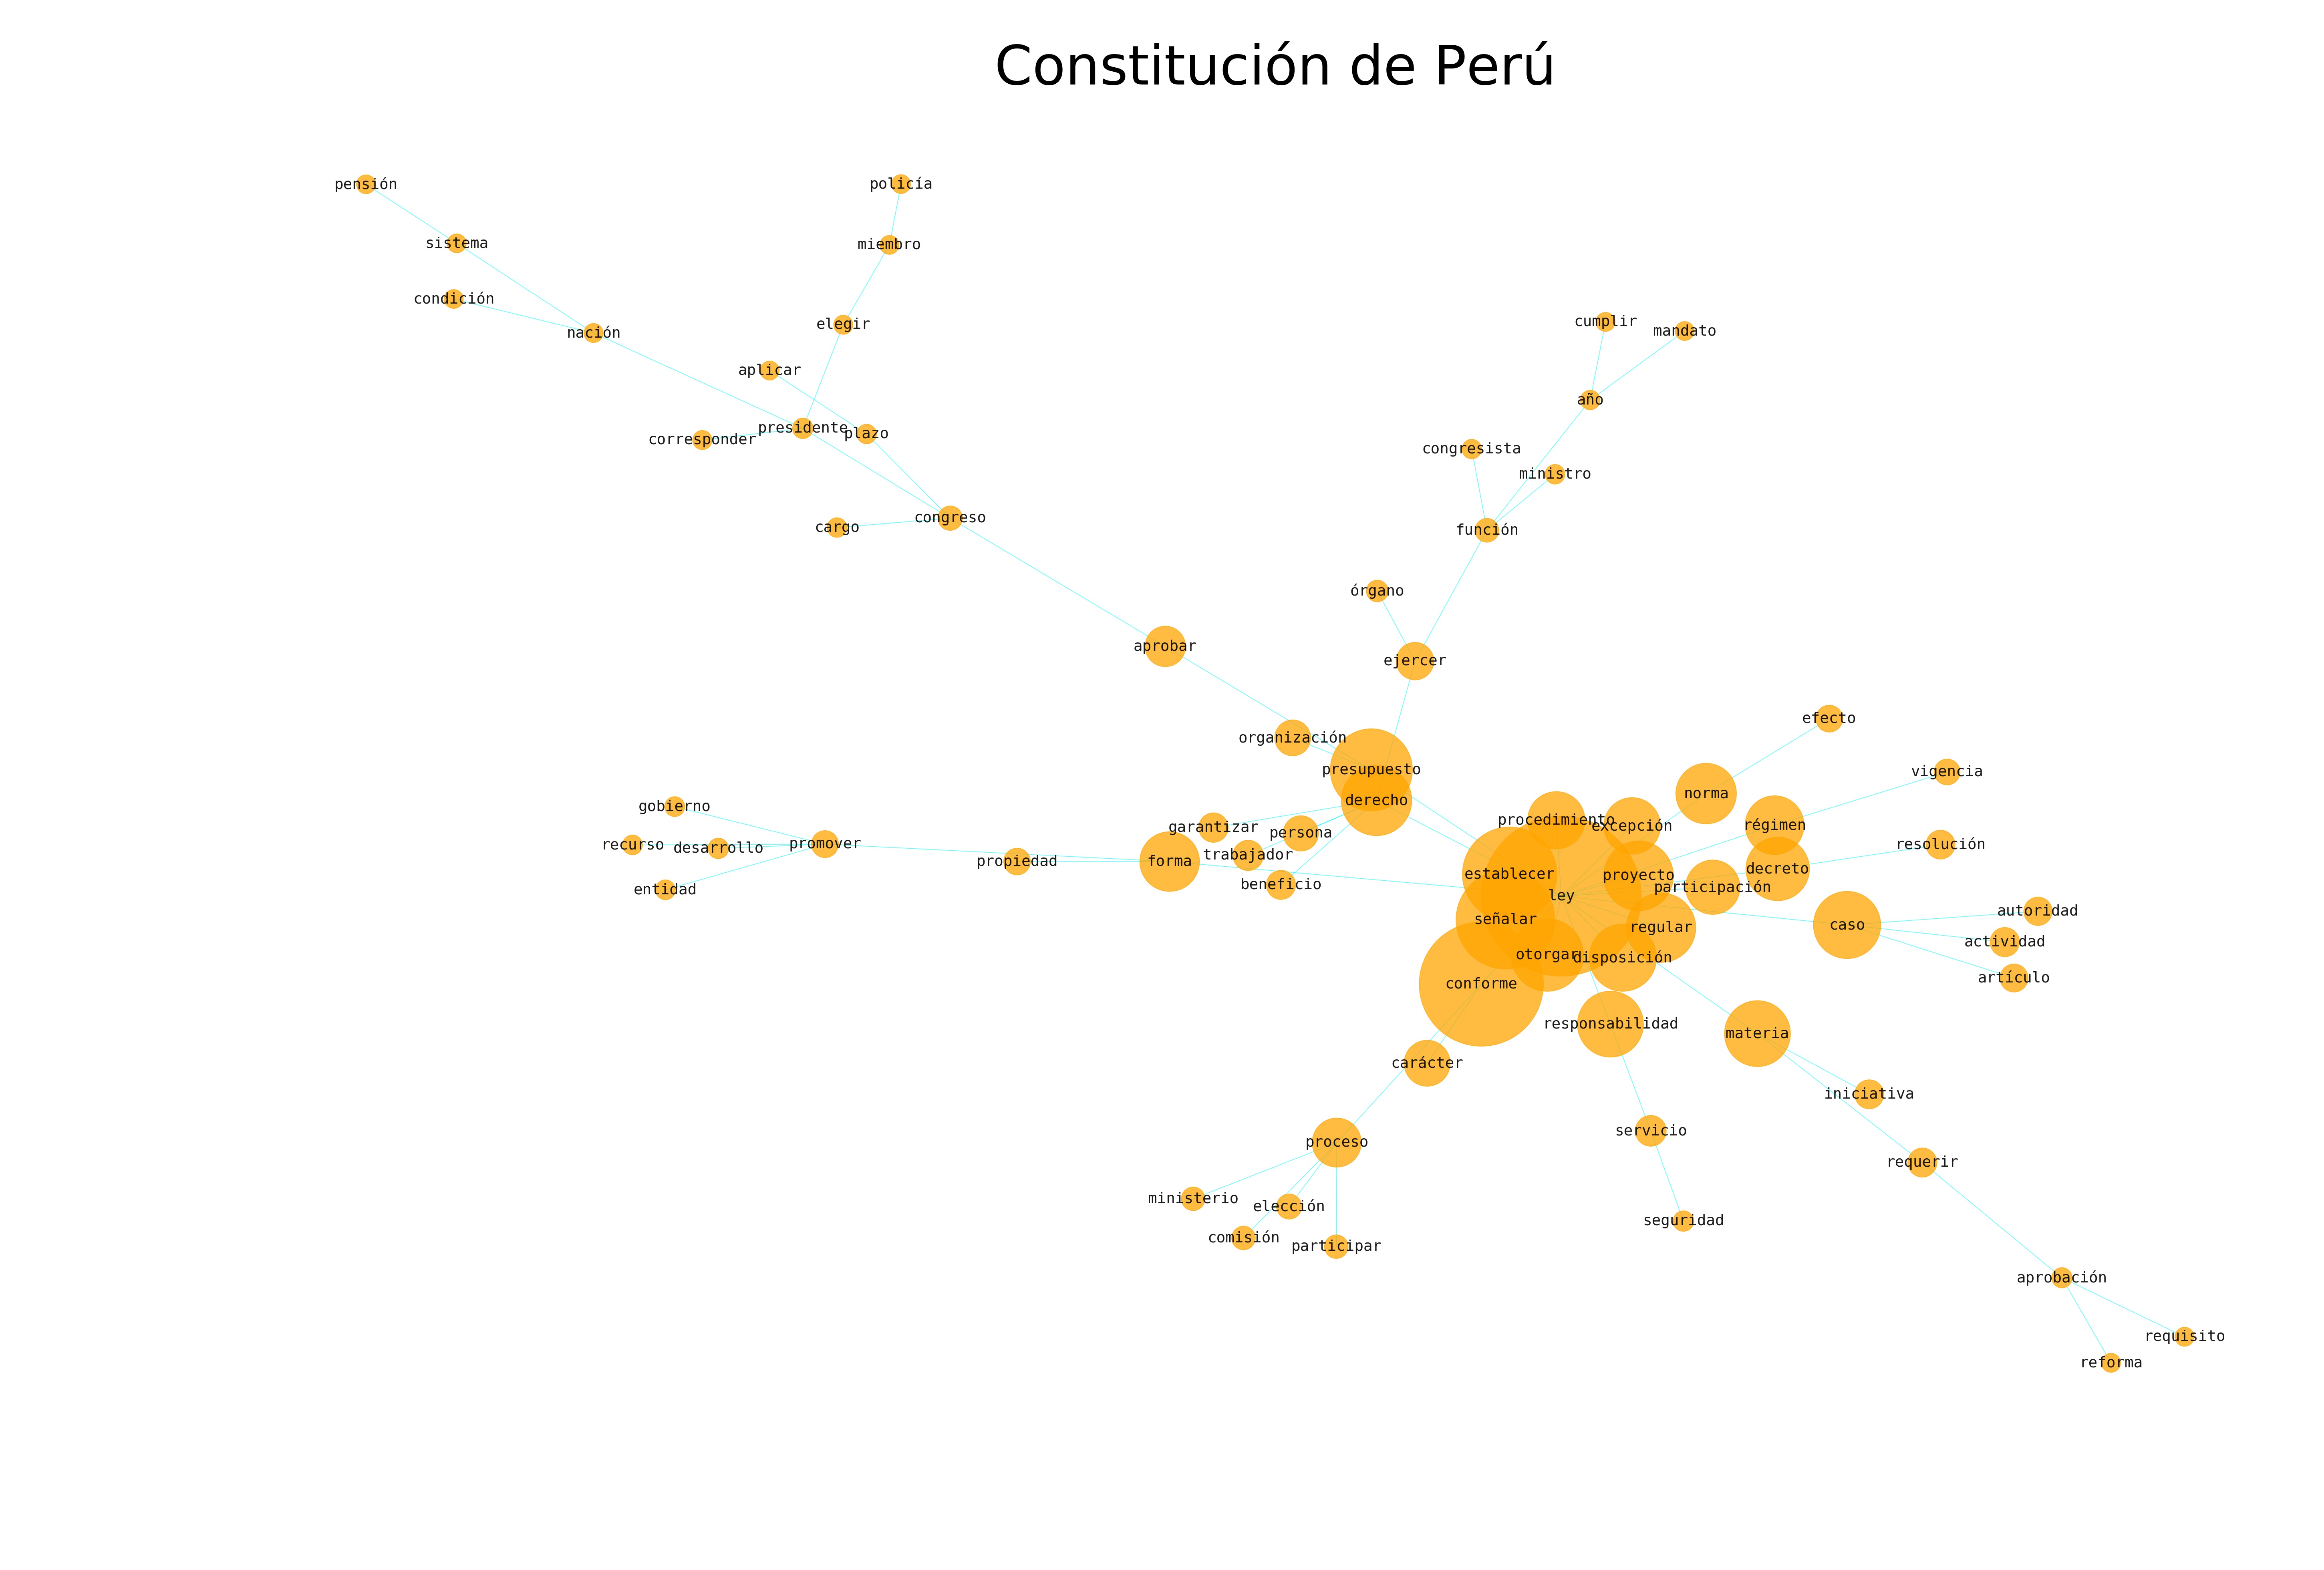 Constitución de Perú
pensión
policía
sistema
miembro
condición
cumplir
elegir
mandato
nación
aplicar
año
presidente
plazo
corresponder
congresista
ministro
congreso
cargo
función
órgano
aprobar
ejercer
efecto
organización
presupuesto
vigencia
norma
derecho
gobierno
procedimiento
excepción
régimen
garantizar
persona
recurso
desarrollo
promover
resolución
trabajador
propiedad
forma
decreto
establecer
proyecto
beneficio
participación
entidad
ley
autoridad
señalar
caso
regular
actividad
otorgar
disposición
artículo
conforme
responsabilidad
materia
carácter
iniciativa
servicio
proceso
requerir
ministerio
elección
seguridad
comisión
participar
aprobación
requisito
reforma